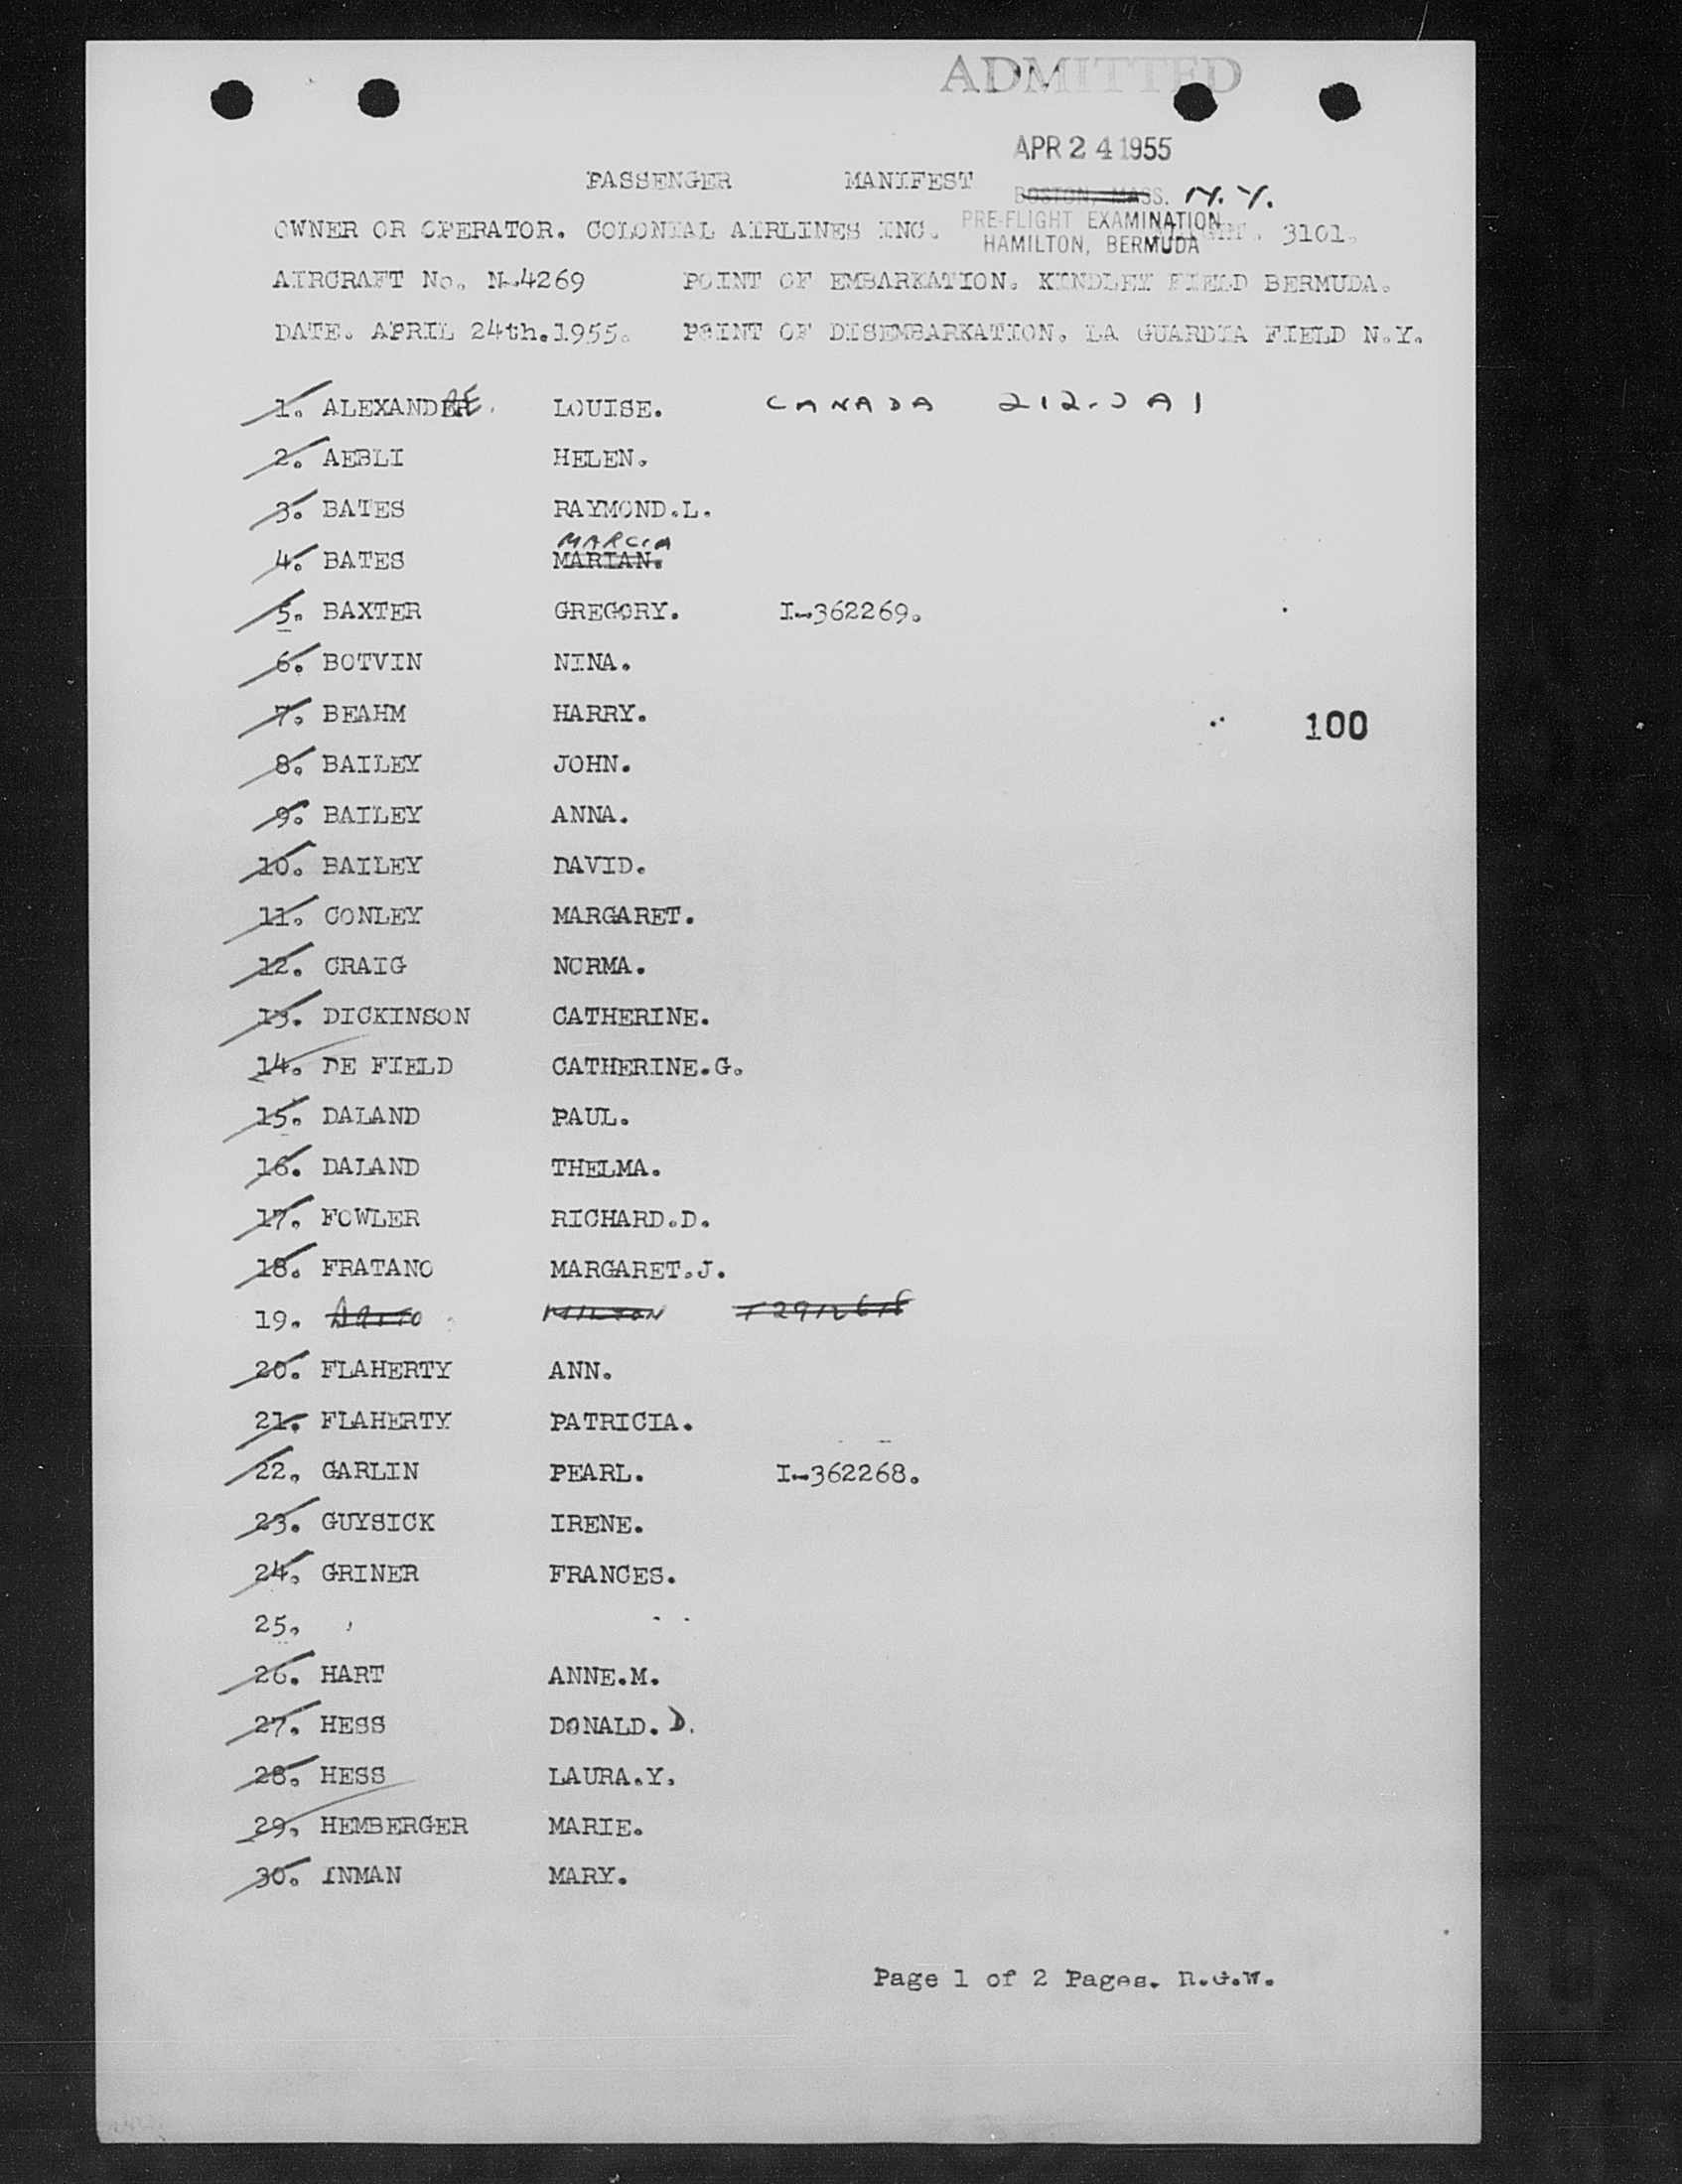 ADMITTED
APR 24 1955
PASSENGER MANIFEST
BOSTON, MASS. N.Y.
OWNER OR OPERATOR. COLONIAL AIRLINES INC. 3101.
PRE-FLIGHT EXAMINATION
HAMILTON, BERMUDA
AIRCRAFT No. N-4269 POINT OF EMBARKATION. KINDLEY FIELD BERMUDA.
DATE. APRIL 24th.1955. POINT OF DISEMBARKATION. LA GUARDIA FIELD N.Y.
1. ALEXANDRE. LOUISE. CANADA 212-JA1
2. AEBLI HELEN.
3. BATES RAYMOND.L.
MARCIA
4. BATES MARIAN.
5. BAXTER GREGORY. I-362269.
6. BOTVIN NINA.
7. BEAHM HARRY.
100
8. BAILEY JOHN.
9. BAILEY ANNA.
10. BAILEY DAVID.
11. CONLEY MARGARET.
12. CRAIG NORMA.
13. DICKINSON CATHERINE.
14. DE FIELD CATHERINE.G.
15. DALAND PAUL.
16. DALAND THELMA.
17. FOWLER RICHARD.D.
18. FRATANO MARGARET.J.
19.
20. FLAHERTY ANN.
21. FLAHERTY PATRICIA.
22. GARLIN PEARL. I-362268.
23. GUYSICK IRENE.
24. GRINER FRANCES.
25.
26. HART ANNE.M.
27. HESS DONALD. D.
28. HESS LAURA.Y.
29. HEMBERGER MARIE.
30. INMAN MARY.
Page 1 of 2 Pages. R.G.W.